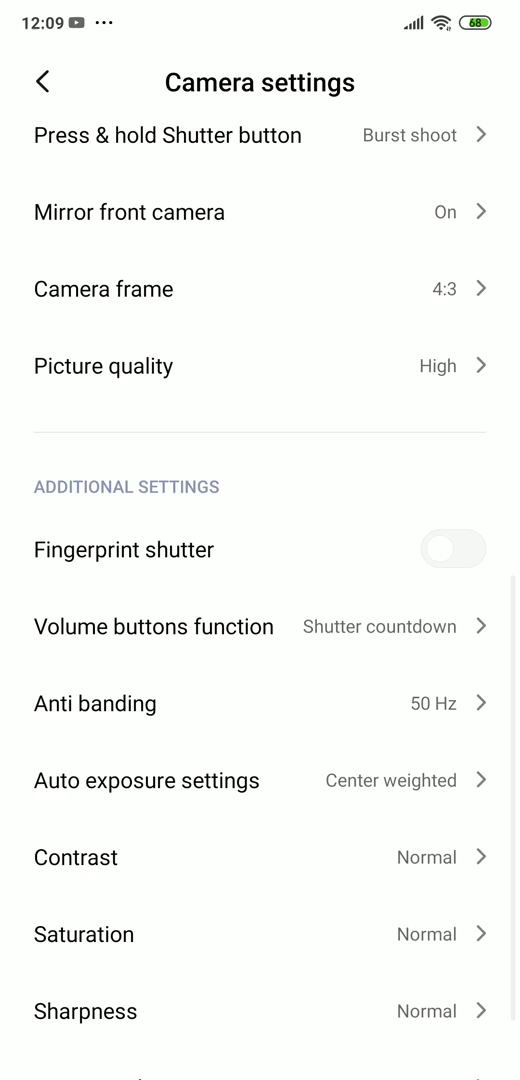 12:09
68
Camera settings
Press & hold Shutter button Burst shoot
Mirror front camera On
Camera frame 4:3
Picture quality High
ADDITIONAL SETTINGS
Fingerprint shutter
Volume buttons function Shutter countdown
Anti banding 50 Hz
Auto exposure settings Center weighted
Contrast Normal
Saturation Normal
Sharpness Normal